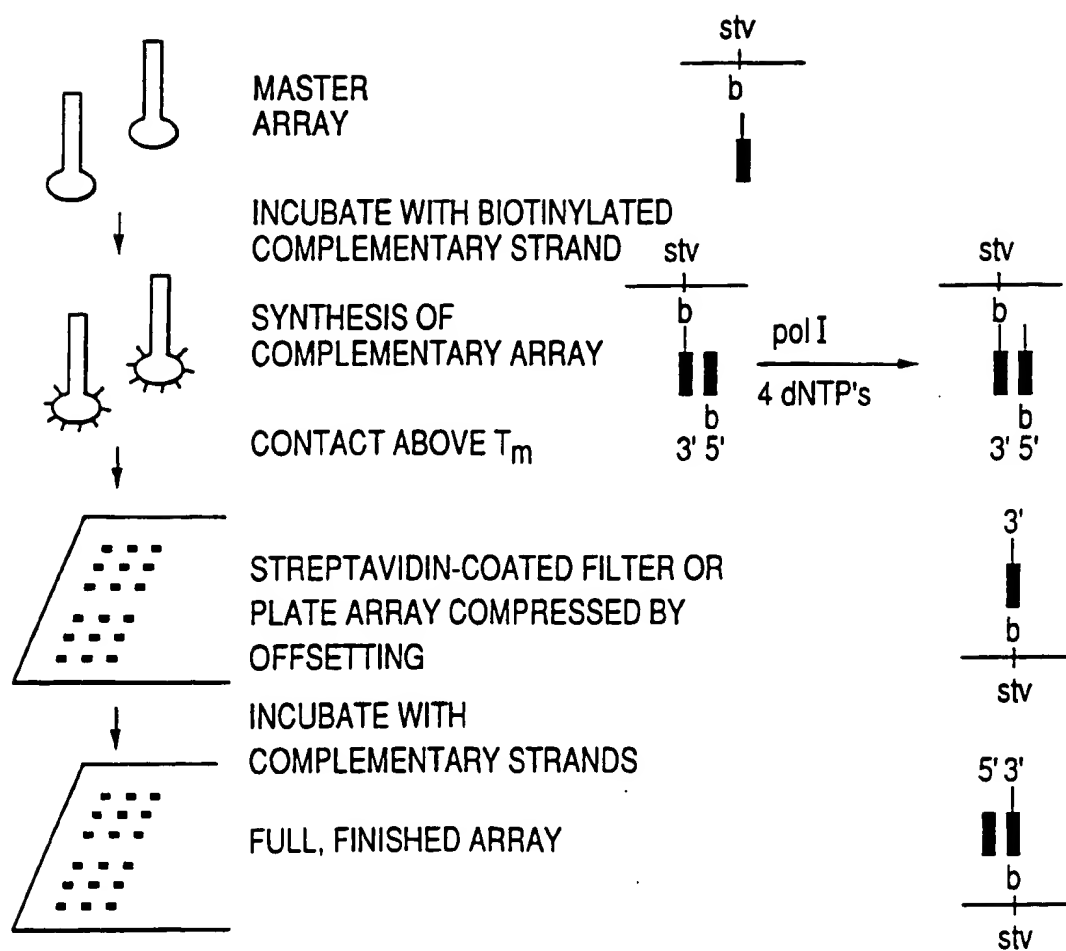 stv
b
MASTER
ARRAY
INCUBATE WITH BIOTINYLATED
COMPLEMENTARY STRAND
stv
b
b
3' 5'
pol I
4 dNTP's
stv
b
b
3' 5'
SYNTHESIS OF
COMPLEMENTARY ARRAY
CONTACT ABOVE Tm
STREPTAVIDIN-COATED FILTER OR
PLATE ARRAY COMPRESSED BY
OFFSETTING
3'
b
stv
INCUBATE WITH
COMPLEMENTARY STRANDS
FULL, FINISHED ARRAY
5' 3'
b
stv